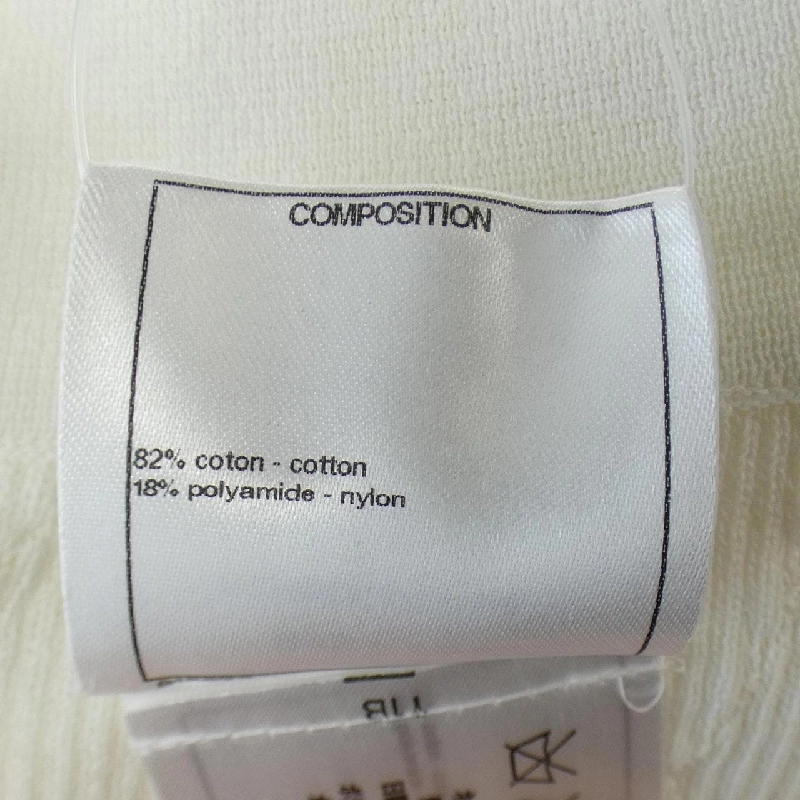 COMPOSITION
82% coton - cotton
18% polyamide - nylon